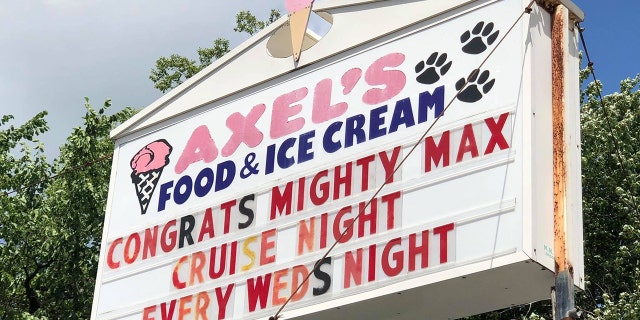 AXEL'S
FOOD & ICE CREAM
CONGRATS MIGHTY MAX
CRUISE NIGHT
EVERY WEDS NIGHT